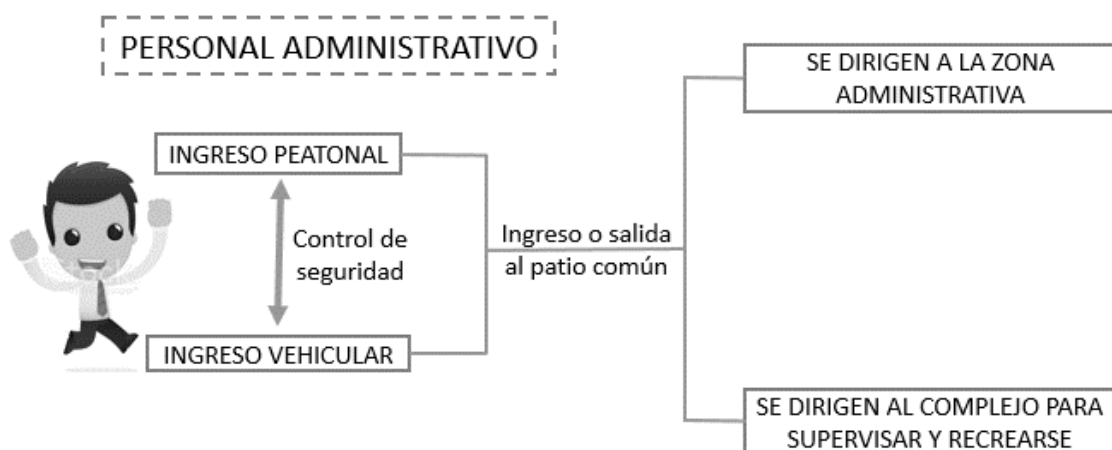 PERSONAL ADMINISTRATIVO
SE DIRIGEN A LA ZONA
ADMINISTRATIVA
INGRESO PEATONAL
Control de
seguridad
Ingreso o salida
al patio común
INGRESO VEHICULAR
SE DIRIGEN AL COMPLEJO PARA
SUPERVISAR Y RECREARSE